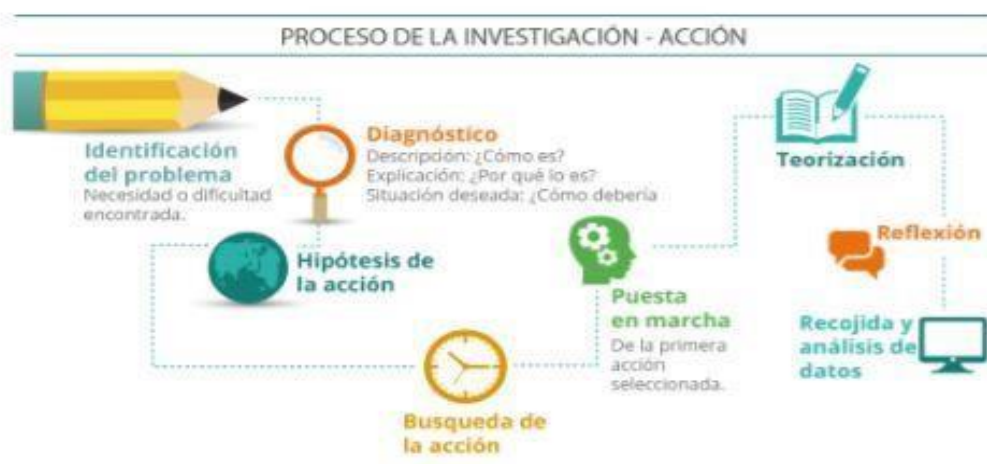 PROCESO DE LA INVESTIGACIÓN - ACCIÓN
Identificación
del problema
Necesidad o dificultad
encontrada.
Diagnóstico
Descripción: ¿Cómo es?
Explicación: ¿Por qué lo es?
Situación deseada: ¿Cómo debería
Hipótesis de
la acción
Busqueda de
la acción
Puesta
en marcha
De la primera
acción
seleccionada.
Teorización
Reflexión
Recojida y
análisis de
datos